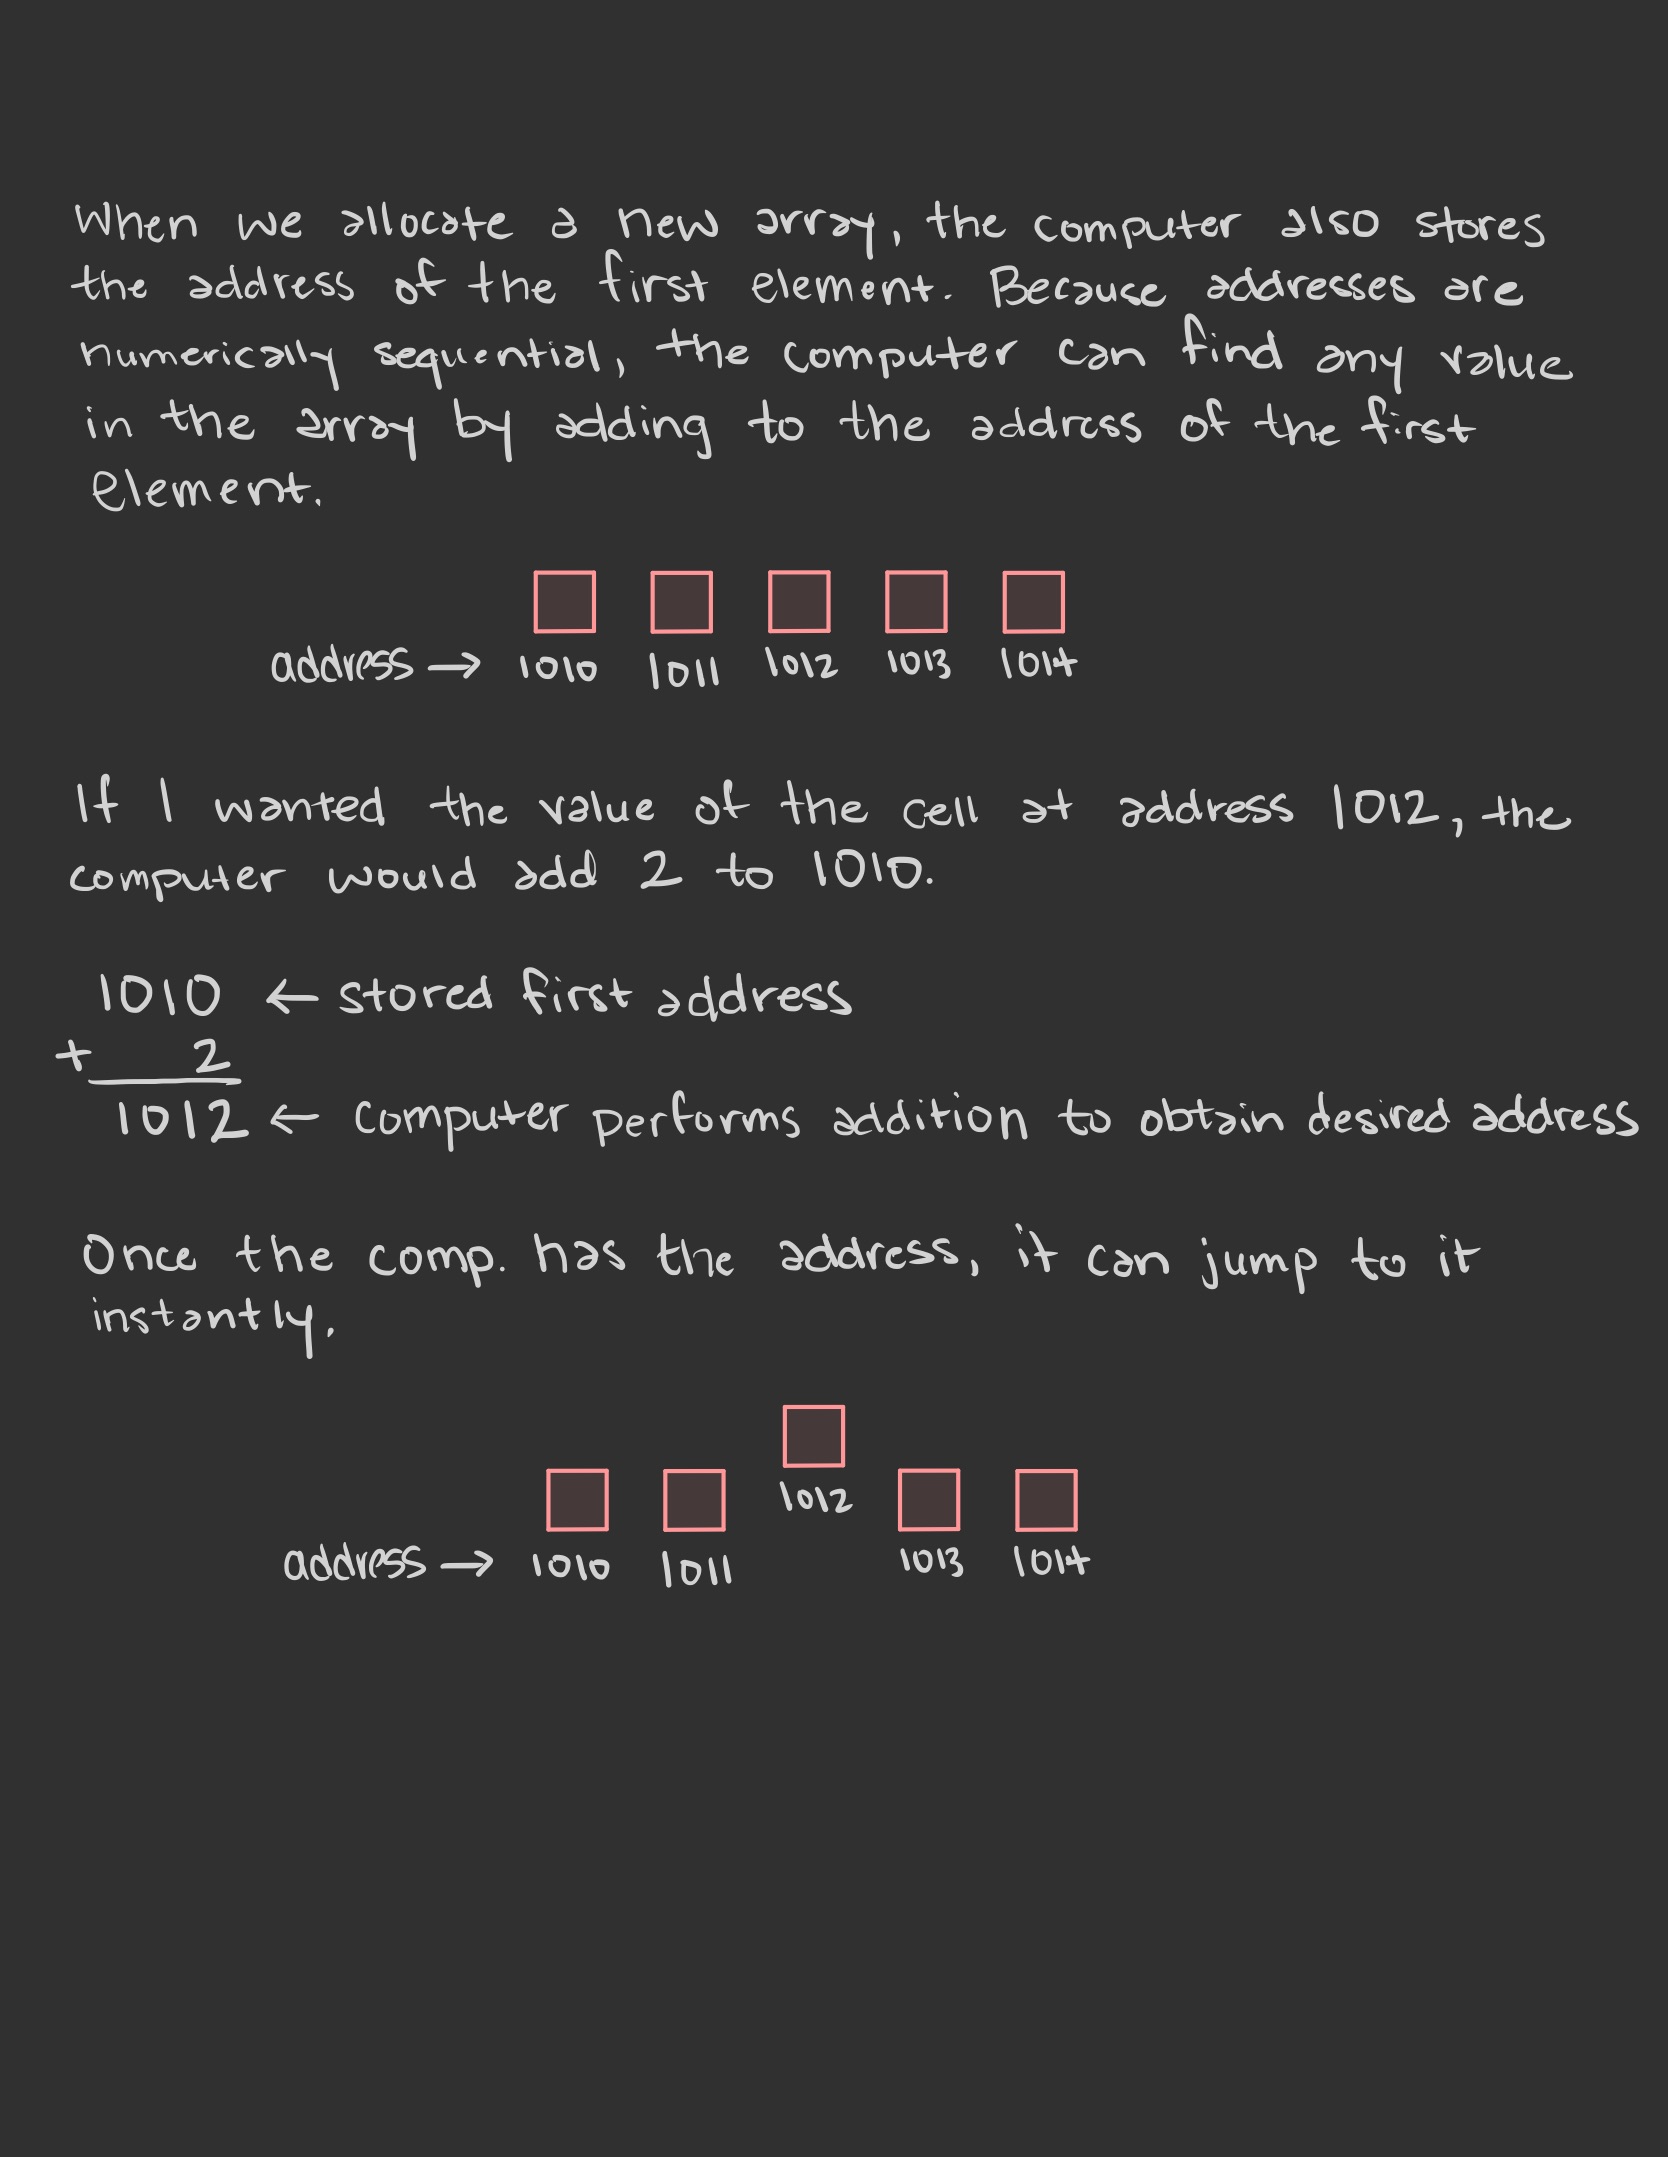 When we allocate a new array, the computer also stores
the address of the first element. Because addresses are
numerically sequential, the computer can find any value
in the array by adding to the address of the first
element.
address → 1010 1011 1012 1013 1014
If I wanted the value of the cell at address 1012, the
computer would add 2 to 1010.
1010 ← stored first address
+ 2
1012 ← computer performs addition to obtain desired address
Once the comp. has the address, it can jump to it
instantly.
1012
address → 1010 1011 1013 1014